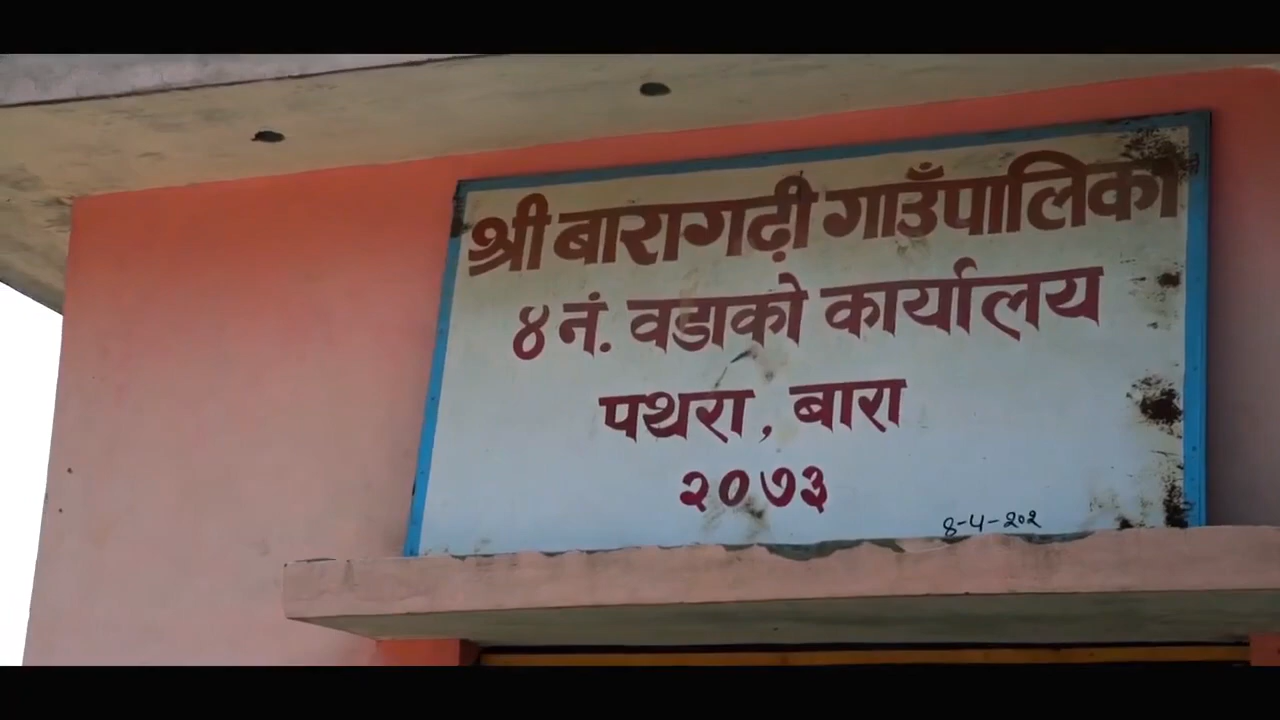 श्री बारागढी़ गाउँपालिका
४ नं. वडाको कार्यालय
पथरा, बारा
२०७३
४-५-२०२